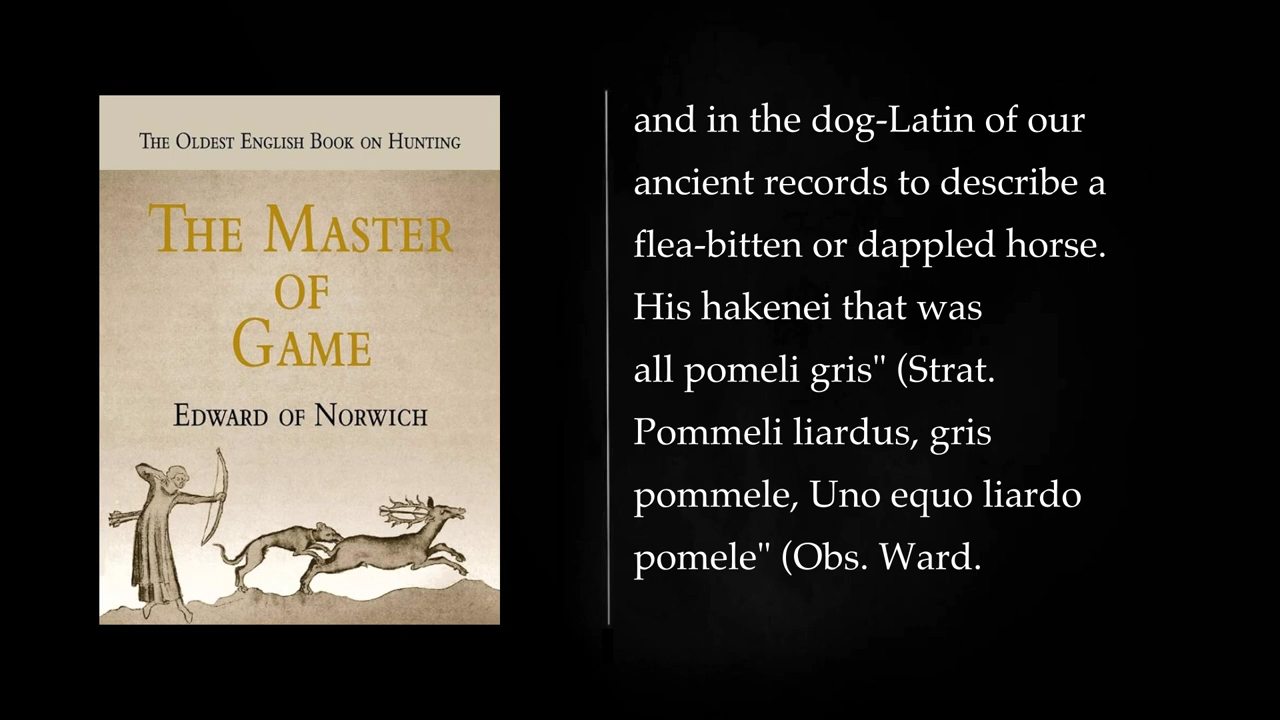 The Oldest English Book on Hunting
The Master
of
Game
Edward of Norwich
and in the dog-Latin of our
ancient records to describe a
flea-bitten or dappled horse.
His hakenei that was
all pomeli gris" (Strat.
Pommeli liardus, gris
pommele, Uno equo liardo
pomele" (Obs. Ward.